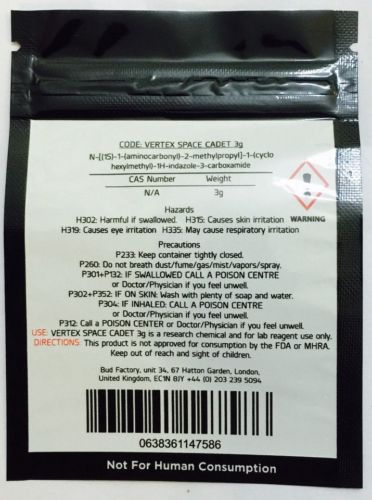 CODE: VERTEX SPACE CADET 3g
N-[(1S)-1-(aminocarbonyl)-2-methylpropyl]-1-(cyclo
hexylmethyl)-1H-indazole-3-carboxamide
CAS Number Weight
N/A 3g
Hazards
H302: Harmful if swallowed. H315: Causes skin irritation WARNING
H319: Causes eye irritation H335: May cause respiratory irritation
Precautions
P233: Keep container tightly closed.
P260: Do not breath dust/fume/gas/mist/vapors/spray.
P301+P132: IF SWALLOWED CALL A POISON CENTRE
or Doctor/Physician if you feel unwell.
P302+P352: IF ON SKIN: Wash with plenty of soap and water.
P304: IF INHALED: CALL A POISON CENTRE
or Doctor/Physician if you feel unwell.
P312: Call a POISON CENTER or Doctor/Physician if you feel unwell.
USE: VERTEX SPACE CADET 3g is a research chemical and for lab reagent use only.
DIRECTIONS: This product is not approved for consumption by the FDA or MHRA.
Keep out of reach and sight of children.
Bud Factory, unit 34, 67 Hatton Garden, London,
United Kingdom, EC1N 8JY +44 (0) 203 239 5094
0638361147586
Not For Human Consumption